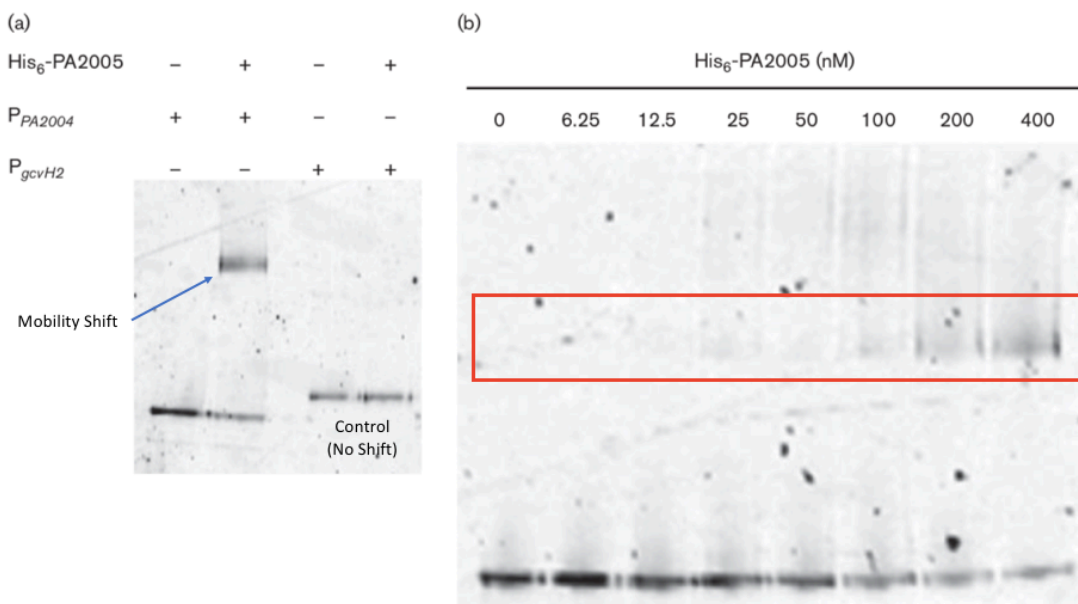 (a)
His6-PA2005 – + – +
PPA2004 + + – –
PgcvH2 – – + +
Mobility Shift
Control
(No Shift)
(b)
His6-PA2005 (nM)
0 6.25 12.5 25 50 100 200 400